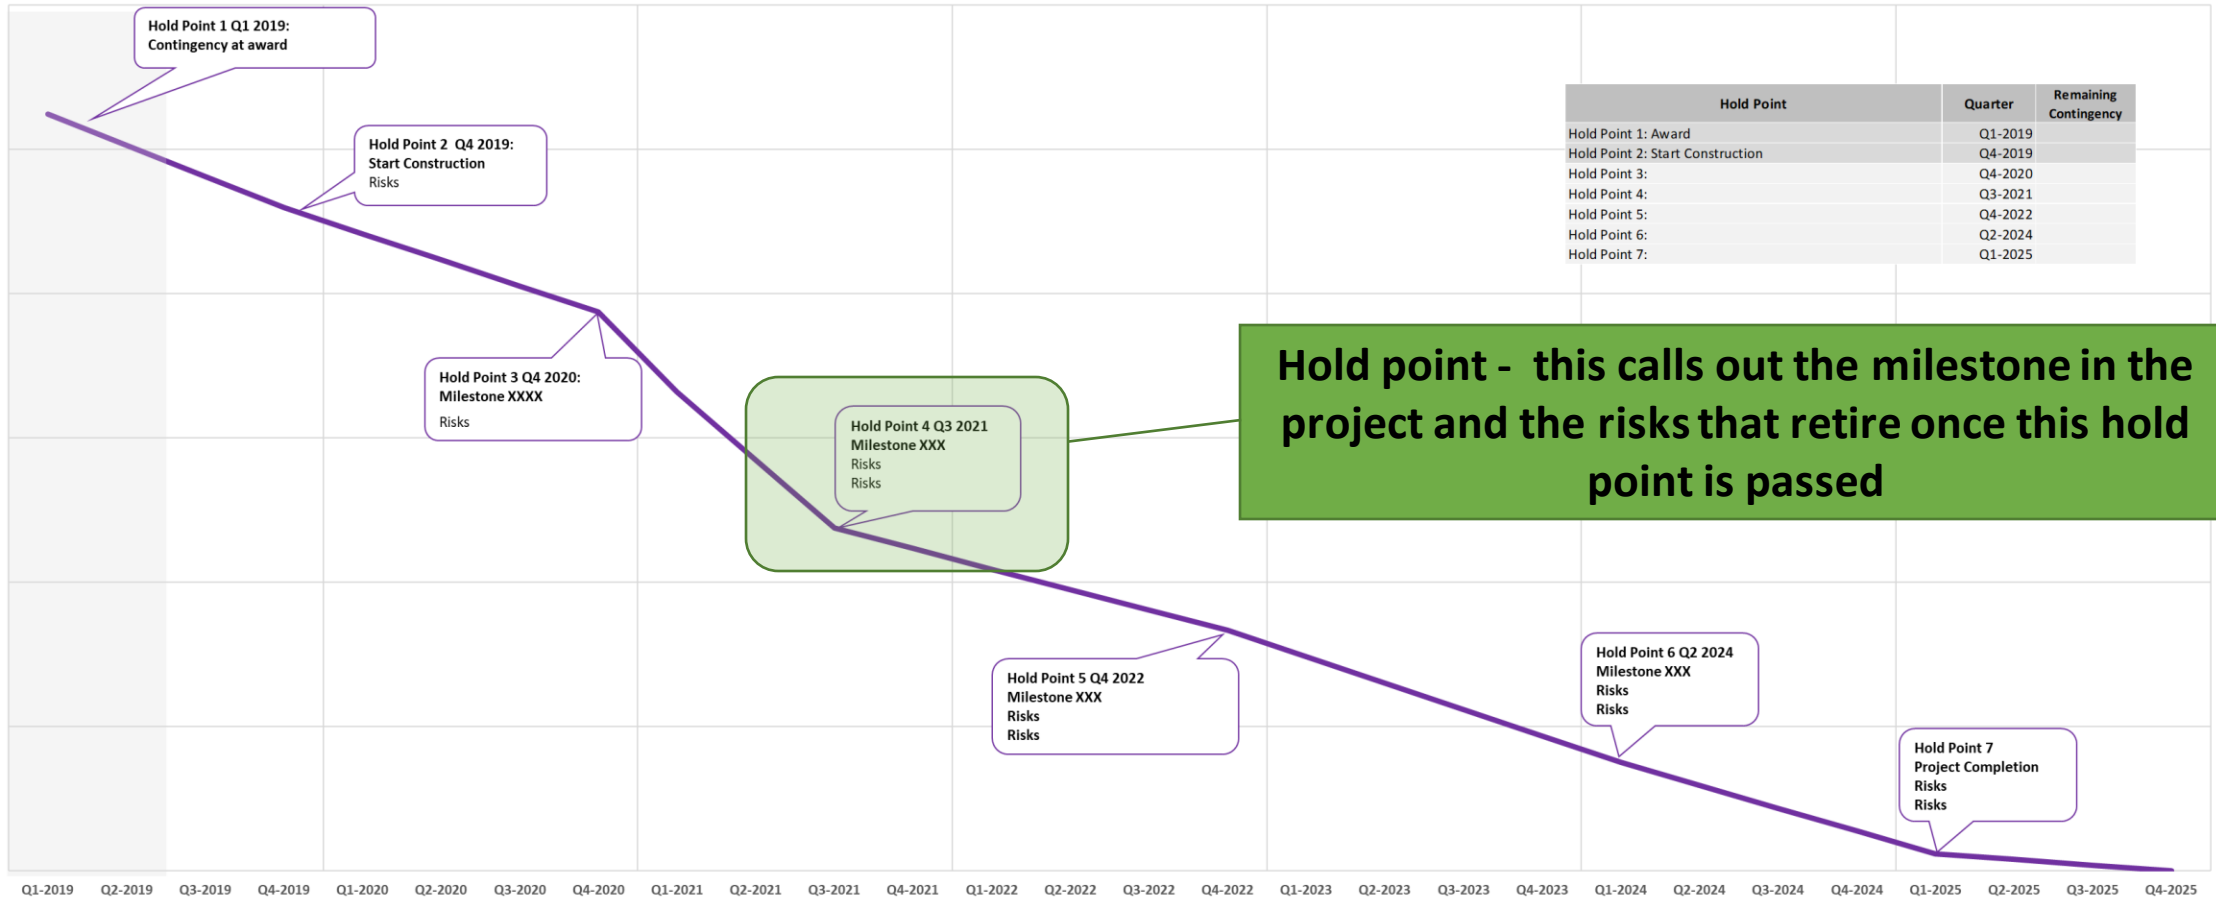 Hold Point 1 Q1 2019:
Contingency at award
Hold Point 2  Q4 2019:
Start Construction
Risks
Hold Point Quarter Remaining Contingency
Hold Point 1: Award Q1-2019
Hold Point 2: Start Construction Q4-2019
Hold Point 3: Q4-2020
Hold Point 4: Q3-2021
Hold Point 5: Q4-2022
Hold Point 6: Q2-2024
Hold Point 7: Q1-2025
Hold Point 3 Q4 2020:
Milestone XXXX
Risks
Hold Point 4 Q3 2021
Milestone XXX
Risks
Risks
Hold point -  this calls out the milestone in the
project and the risks that retire once this hold
point is passed
Hold Point 5 Q4 2022
Milestone XXX
Risks
Risks
Hold Point 6 Q2 2024
Milestone XXX
Risks
Risks
Hold Point 7
Project Completion
Risks
Risks
Q1-2019 Q2-2019 Q3-2019 Q4-2019 Q1-2020 Q2-2020 Q3-2020 Q4-2020 Q1-2021 Q2-2021 Q3-2021 Q4-2021 Q1-2022 Q2-2022 Q3-2022 Q4-2022 Q1-2023 Q2-2023 Q3-2023 Q4-2023 Q1-2024 Q2-2024 Q3-2024 Q4-2024 Q1-2025 Q2-2025 Q3-2025 Q4-2025